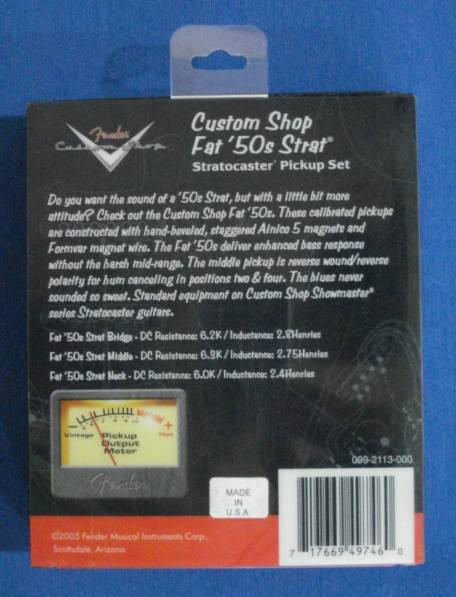 Fender
Custom Shop
Custom Shop
Fat '50s Strat®
Stratocaster® Pickup Set
Do you want the sound of a '50s Strat, but with a little bit more
attitude? Check out the Custom Shop Fat '50s. These calibrated pickups
are constructed with hand-beveled, staggered Alnico 5 magnets and
Formvar magnet wire. The Fat '50s deliver enhanced bass response
without the harsh mid-range. The middle pickup is reverse wound/reverse
polarity for hum canceling in positions two & four. The blues never
sounded so sweet. Standard equipment on Custom Shop Showmaster®
series Stratocaster guitars.
Fat '50s Strat Bridge - DC Resistance: 6.2K / Inductance: 2.8Henries
Fat '50s Strat Middle - DC Resistance: 6.3K / Inductance: 2.75Henries
Fat '50s Strat Neck - DC Resistance: 6.0K / Inductance: 2.4Henries
- +
Vintage Hot
Pickup
Output
Meter
Fender
099-2113-000
MADE
IN
U.S.A.
©2005 Fender Musical Instruments Corp.,
Scottsdale, Arizona
7 17669 49746 0